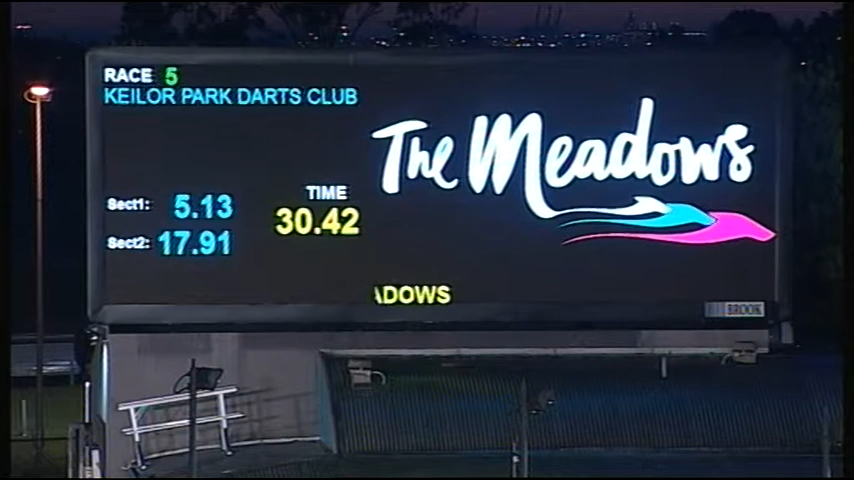 RACE 5
KEILOR PARK DARTS CLUB
The Meadows
Sect1: 5.13
TIME
30.42
Sect2: 17.91
ADOWS
BROOK